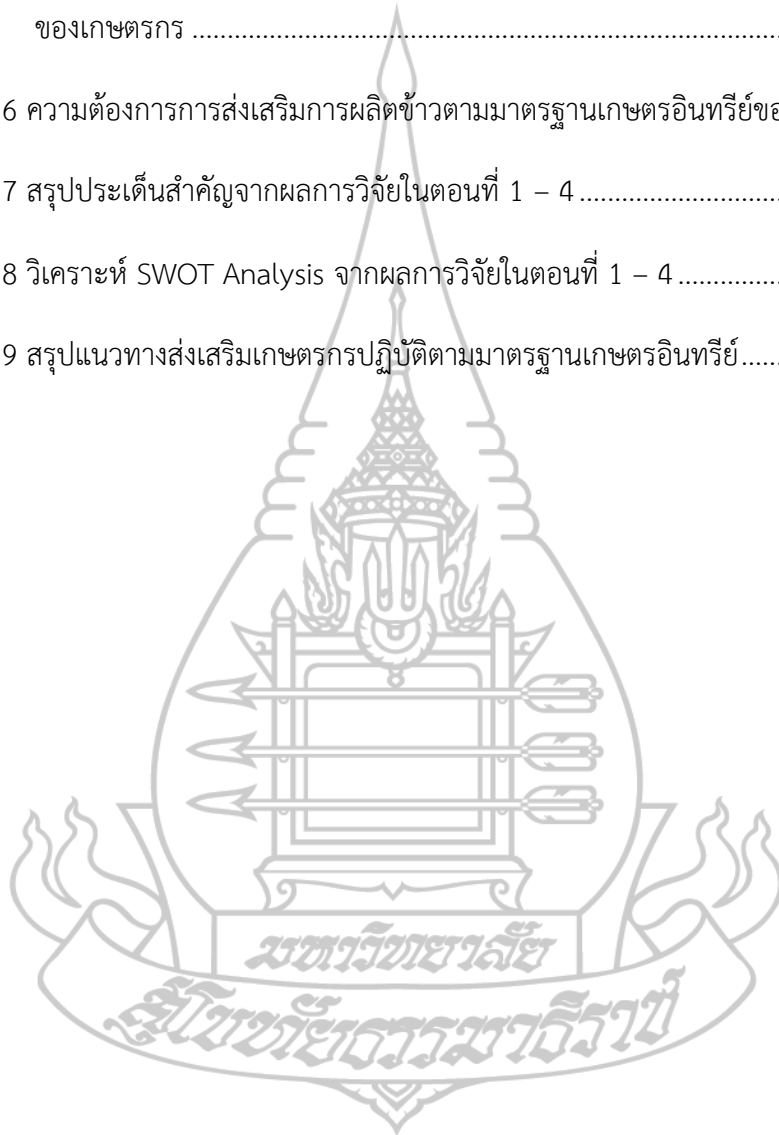 ของเกษตรกร ................................................................................
6 ความต้องการการส่งเสริมการผลิตข้าวตามมาตรฐานเกษตรอินทรีย์
7 สรุปประเด็นสำคัญจากผลการวิจัยในตอนที่ 1 – 4 .............................
8 วิเคราะห์ SWOT Analysis จากผลการวิจัยในตอนที่ 1 – 4 ...............
9 สรุปแนวทางส่งเสริมเกษตรกรปฏิบัติตามมาตรฐานเกษตรอินทรีย์ ......
มหาวิทยาลัย
สุโขทัยธรรมาธิราช